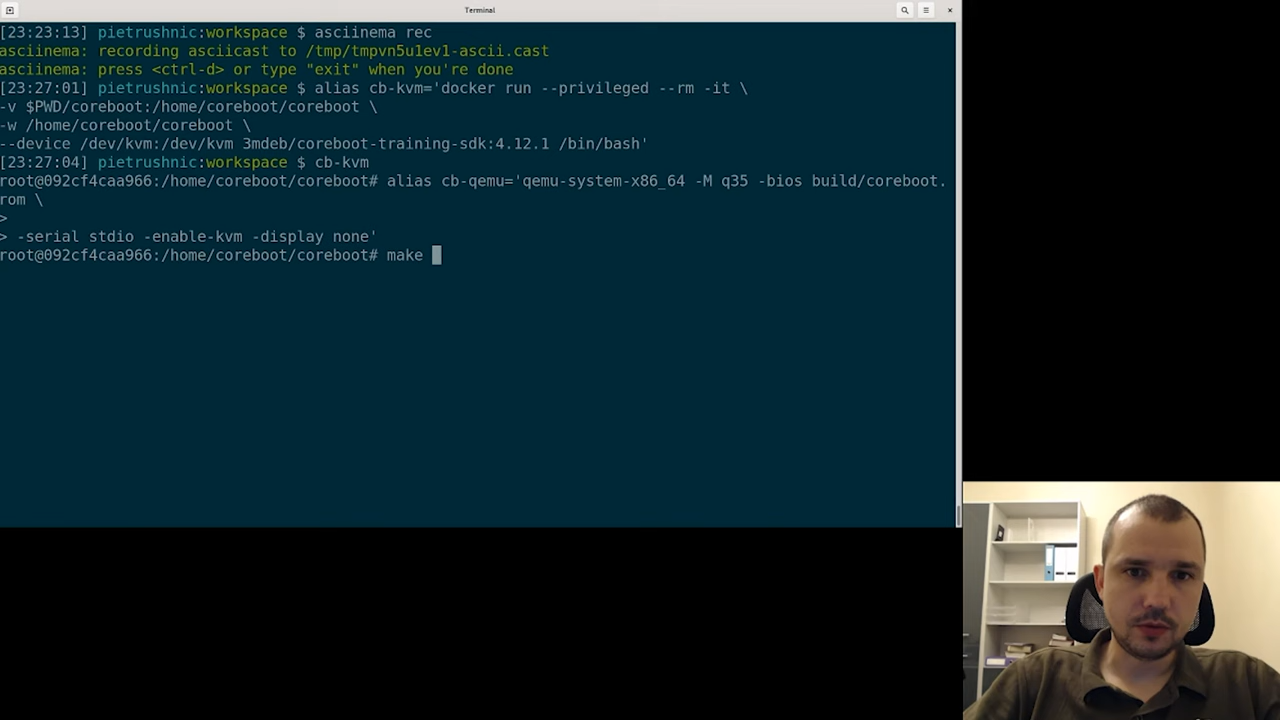 Terminal
[23:23:13] pietrushnic:workspace $ asciinema rec
asciinema: recording asciicast to /tmp/tmpvn5u1ev1-ascii.cast
asciinema: press <ctrl-d> or type "exit" when you're done
[23:27:01] pietrushnic:workspace $ alias cb-kvm='docker run --privileged --rm -it \
-v $PWD/coreboot:/home/coreboot/coreboot \
-w /home/coreboot/coreboot \
--device /dev/kvm:/dev/kvm 3mdeb/coreboot-training-sdk:4.12.1 /bin/bash'
[23:27:04] pietrushnic:workspace $ cb-kvm
root@092cf4caa966:/home/coreboot/coreboot# alias cb-qemu='qemu-system-x86_64 -M q35 -bios build/coreboot.
rom \
>
> -serial stdio -enable-kvm -display none'
root@092cf4caa966:/home/coreboot/coreboot# make